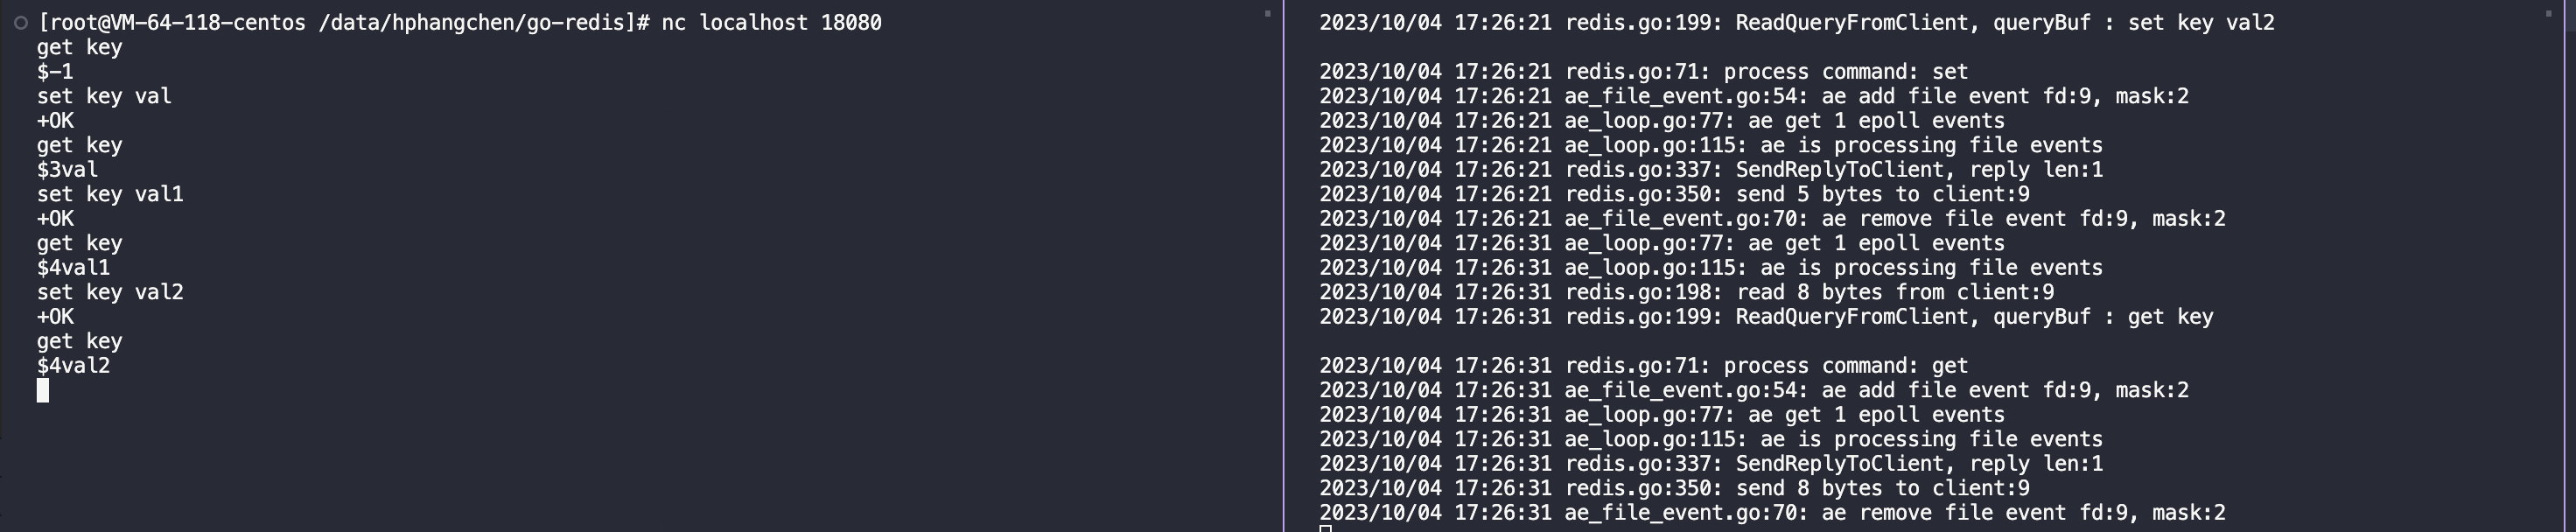 [root@VM-64-118-centos /data/hphangchen/go-redis]# nc localhost 18080
get key
$-1
set key val
+OK
get key
$3val
set key val1
+OK
get key
$4val1
set key val2
+OK
get key
$4val2
2023/10/04 17:26:21 redis.go:199: ReadQueryFromClient, queryBuf : set key val2
2023/10/04 17:26:21 redis.go:71: process command: set
2023/10/04 17:26:21 ae_file_event.go:54: ae add file event fd:9, mask:2
2023/10/04 17:26:21 ae_loop.go:77: ae get 1 epoll events
2023/10/04 17:26:21 ae_loop.go:115: ae is processing file events
2023/10/04 17:26:21 redis.go:337: SendReplyToClient, reply len:1
2023/10/04 17:26:21 redis.go:350: send 5 bytes to client:9
2023/10/04 17:26:21 ae_file_event.go:70: ae remove file event fd:9, mask:2
2023/10/04 17:26:31 ae_loop.go:77: ae get 1 epoll events
2023/10/04 17:26:31 ae_loop.go:115: ae is processing file events
2023/10/04 17:26:31 redis.go:198: read 8 bytes from client:9
2023/10/04 17:26:31 redis.go:199: ReadQueryFromClient, queryBuf : get key
2023/10/04 17:26:31 redis.go:71: process command: get
2023/10/04 17:26:31 ae_file_event.go:54: ae add file event fd:9, mask:2
2023/10/04 17:26:31 ae_loop.go:77: ae get 1 epoll events
2023/10/04 17:26:31 ae_loop.go:115: ae is processing file events
2023/10/04 17:26:31 redis.go:337: SendReplyToClient, reply len:1
2023/10/04 17:26:31 redis.go:350: send 8 bytes to client:9
2023/10/04 17:26:31 ae_file_event.go:70: ae remove file event fd:9, mask:2